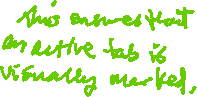 This ensures that
an active tab is
visually marked.